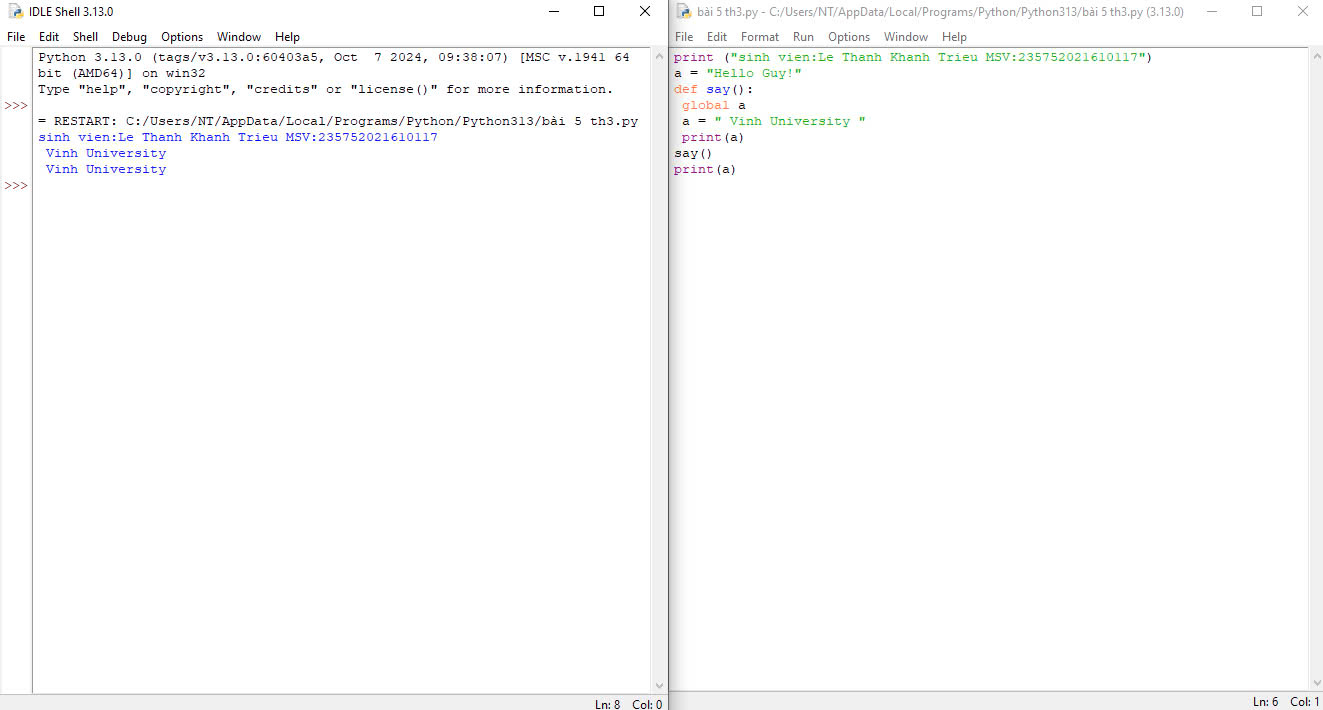 IDLE Shell 3.13.0
File Edit Shell Debug Options Window Help
Python 3.13.0 (tags/v3.13.0:60403a5, Oct  7 2024, 09:38:07) [MSC v.1941 64
bit (AMD64)] on win32
Type "help", "copyright", "credits" or "license()" for more information.
>>>
= RESTART: C:/Users/NT/AppData/Local/Programs/Python/Python313/bài 5 th3.py
sinh vien:Le Thanh Khanh Trieu MSV:235752021610117
 Vinh University
 Vinh University
>>>
Ln: 8 Col: 0
bài 5 th3.py - C:/Users/NT/AppData/Local/Programs/Python/Python313/bài 5 th3.py (3.13.0)
File Edit Format Run Options Window Help
print ("sinh vien:Le Thanh Khanh Trieu MSV:235752021610117")
a = "Hello Guy!"
def say():
 global a
 a = " Vinh University "
 print(a)
say()
print(a)
Ln: 6 Col: 1